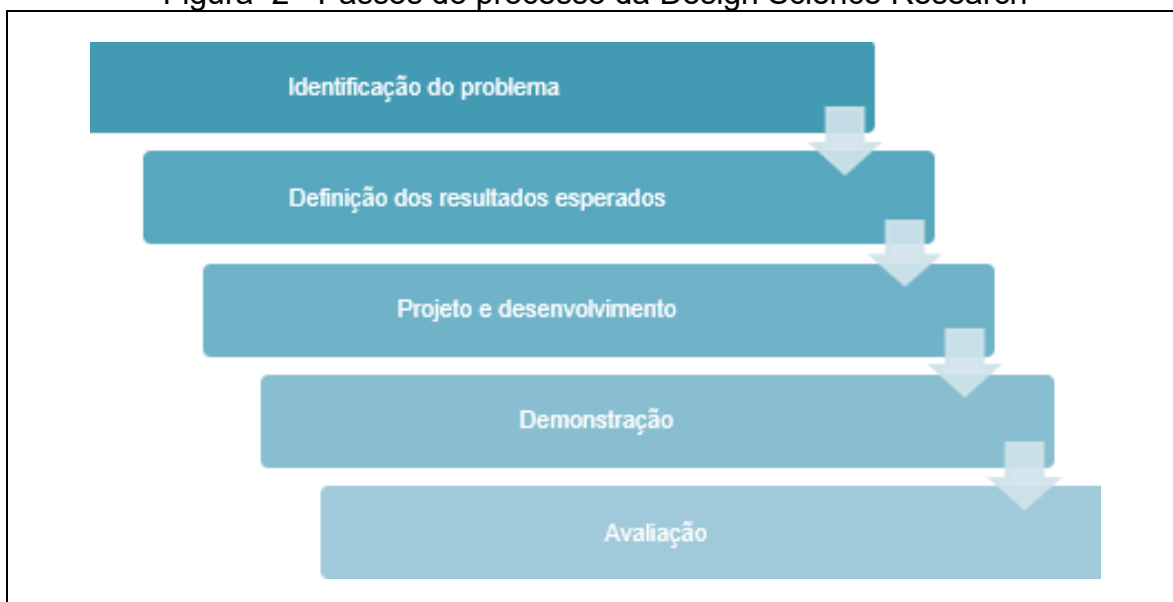 Figura 2 - Passos do processo da Design Science Research
Identificação do problema
Definição dos resultados esperados
Projeto e desenvolvimento
Demonstração
Avaliação